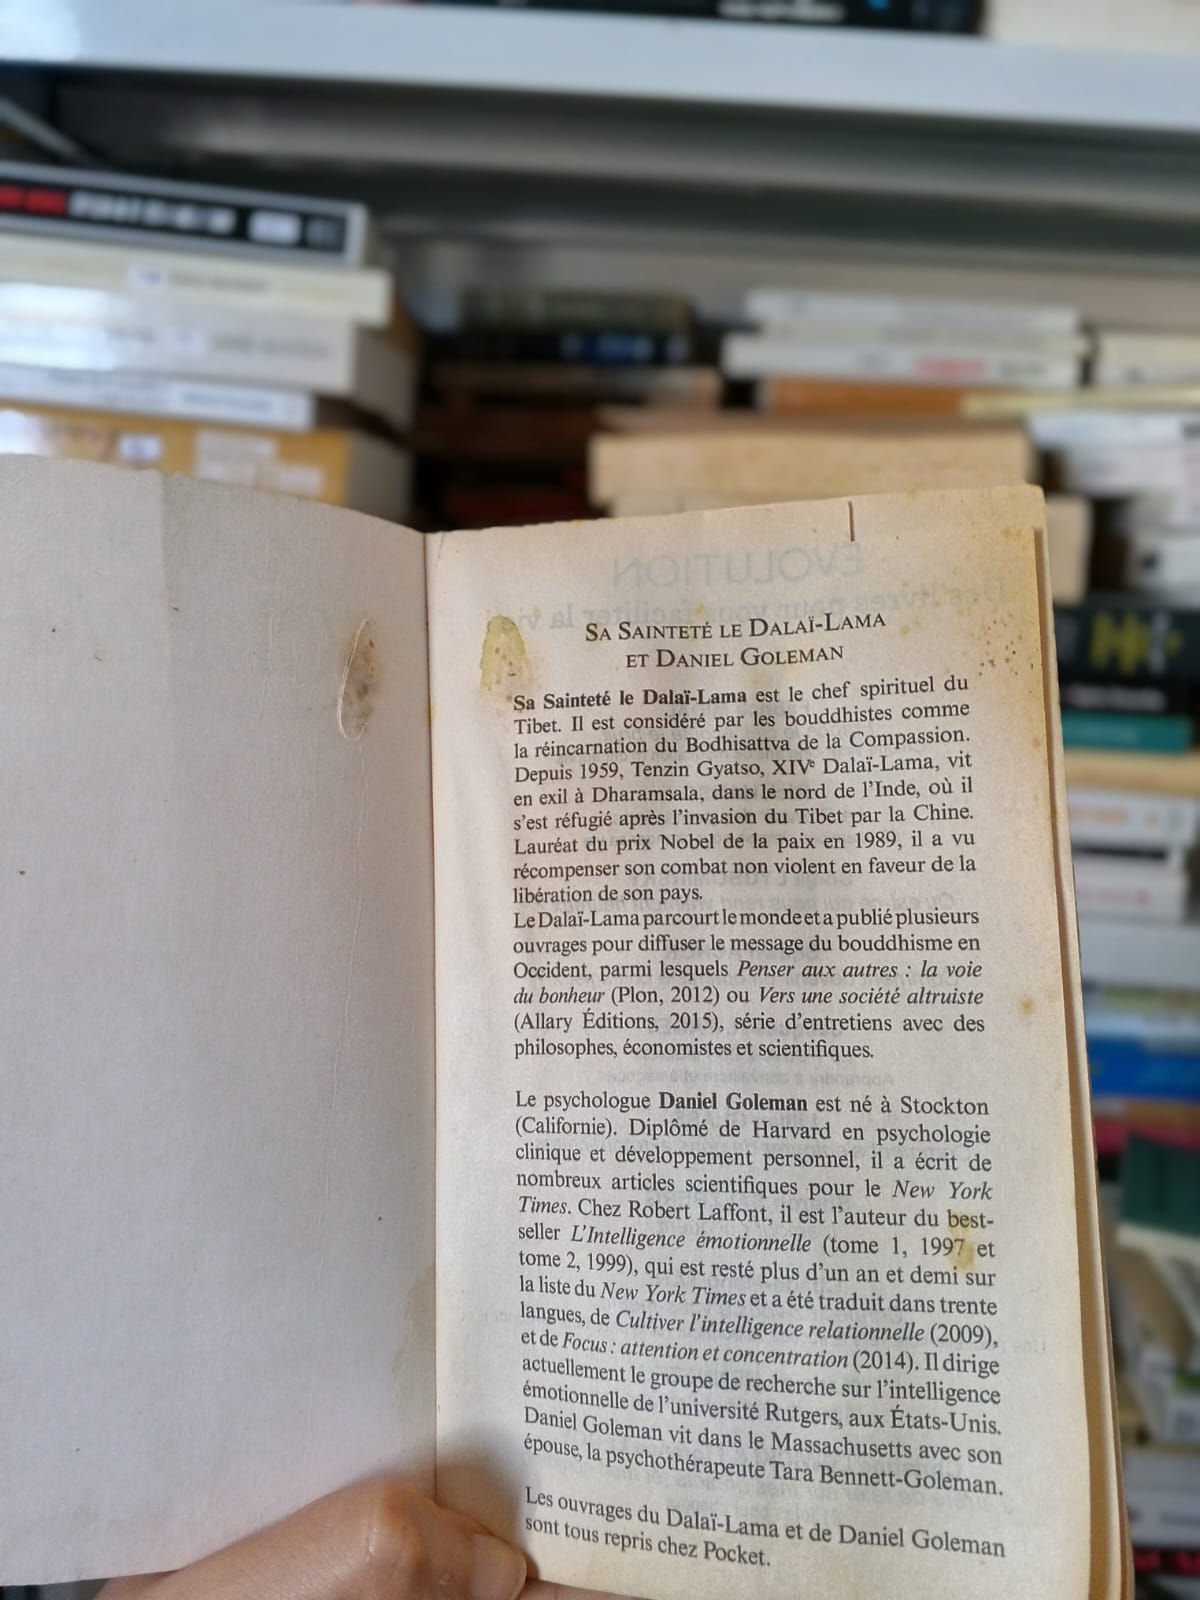 SA SAINTETÉ LE DALAÏ-LAMA
ET DANIEL GOLEMAN
Sa Sainteté le Dalaï-Lama est le chef spirituel du
Tibet. Il est considéré par les bouddhistes comme
la réincarnation du Bodhisattva de la Compassion.
Depuis 1959, Tenzin Gyatso, XIVe Dalaï-Lama, vit
en exil à Dharamsala, dans le nord de l'Inde, où il
s'est réfugié après l'invasion du Tibet par la Chine.
Lauréat du prix Nobel de la paix en 1989, il a vu
récompenser son combat non violent en faveur de la
libération de son pays.
Le Dalaï-Lama parcourt le monde et a publié plusieurs
ouvrages pour diffuser le message du bouddhisme en
Occident, parmi lesquels Penser aux autres : la voie
du bonheur (Plon, 2012) ou Vers une société altruiste
(Allary Éditions, 2015), série d'entretiens avec des
philosophes, économistes et scientifiques.
Le psychologue Daniel Goleman est né à Stockton
(Californie). Diplômé de Harvard en psychologie
clinique et développement personnel, il a écrit de
nombreux articles scientifiques pour le New York
Times. Chez Robert Laffont, il est l'auteur du best-
seller L'Intelligence émotionnelle (tome 1, 1997 et
tome 2, 1999), qui est resté plus d'un an et demi sur
la liste du New York Times et a été traduit dans trente
langues, de Cultiver l'intelligence relationnelle (2009),
et de Focus : attention et concentration (2014). Il dirige
actuellement le groupe de recherche sur l'intelligence
émotionnelle de l'université Rutgers, aux États-Unis.
Daniel Goleman vit dans le Massachusetts avec son
épouse, la psychothérapeute Tara Bennett-Goleman.
Les ouvrages du Dalaï-Lama et de Daniel Goleman
sont tous repris chez Pocket.